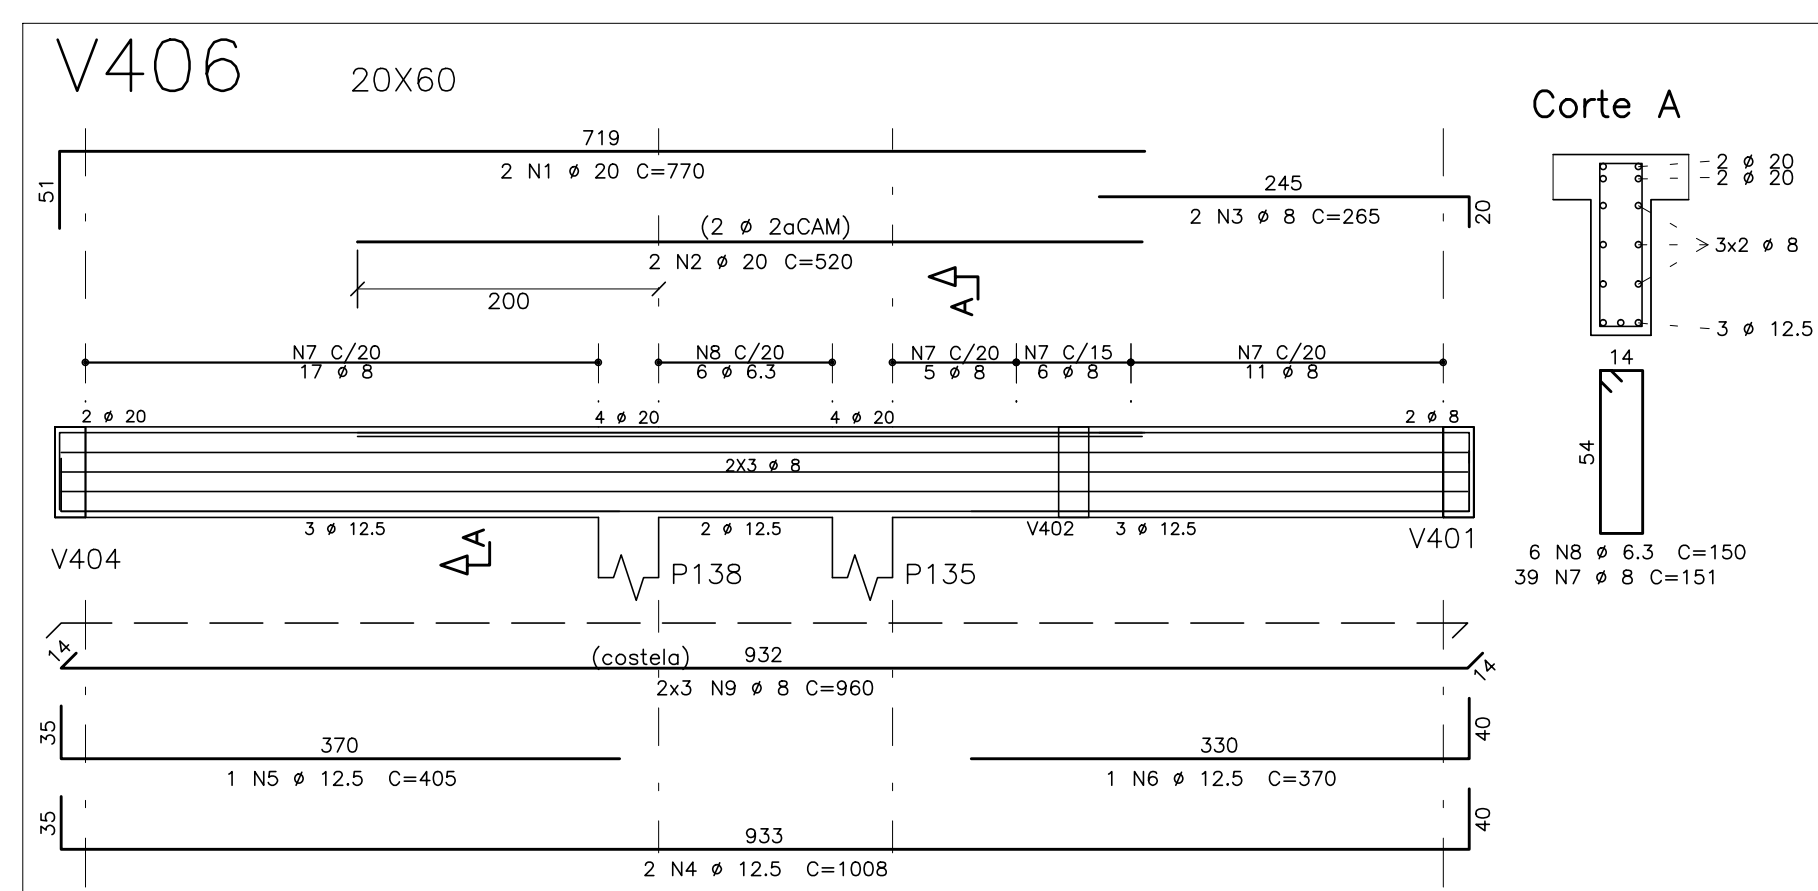 V406 20X60
Corte A
719
2 N1 ø 20 C=770
51
245
2 N3 ø 8 C=265
20
(2 ø 2aCAM)
2 N2 ø 20 C=520
200
A
N7 C/20 N8 C/20 N7 C/20 N7 C/15 N7 C/20
17 ø 8 6 ø 6.3 5 ø 8 6 ø 8 11 ø 8
2 ø 20 4 ø 20 4 ø 20 2 ø 8
2X3 ø 8
3 ø 12.5 2 ø 12.5 V402 3 ø 12.5
A
V404 P138 P135 V401
14
(costela) 932
14
2x3 N9 ø 8 C=960
35
370
1 N5 ø 12.5 C=405
330
1 N6 ø 12.5 C=370
40
35
933
2 N4 ø 12.5 C=1008
40
2 ø 20
2 ø 20
3x2 ø 8
3 ø 12.5
14
54
6 N8 ø 6.3 C=150
39 N7 ø 8 C=151